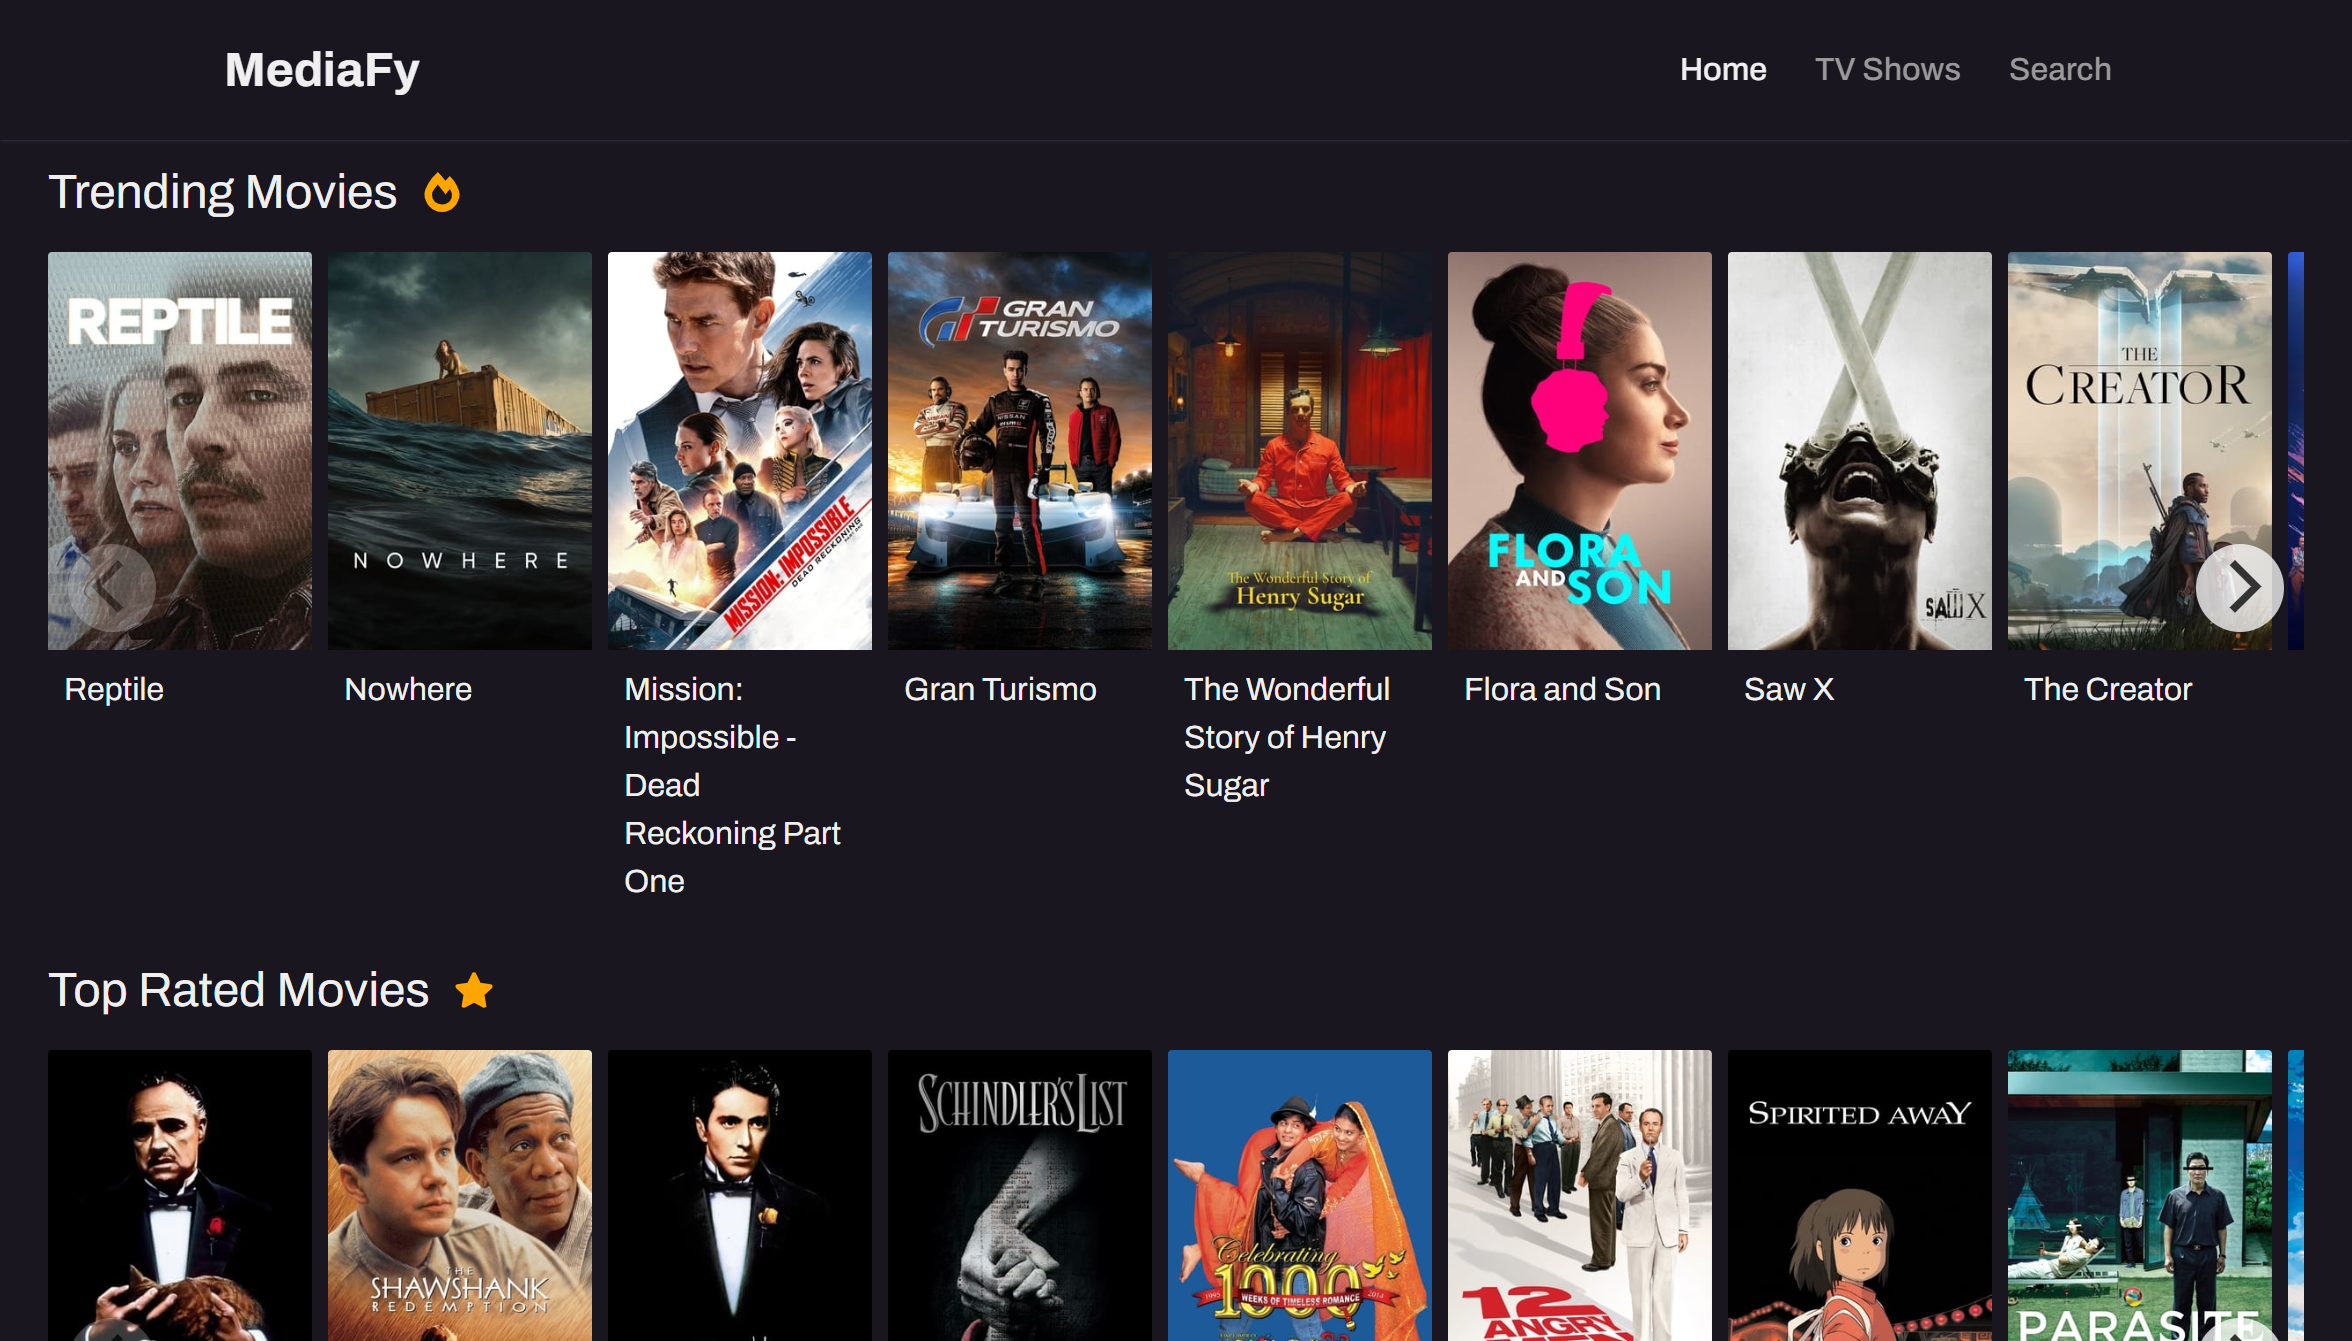 MediaFy
Home
TV Shows
Search
Trending Movies
REPTILE
NOWHERE
MISSION: IMPOSSIBLE
DEAD RECKONING
GRAN
TURISMO
NISSAN
The Wonderful Story of
Henry Sugar
FLORA
AND SON
SAW X
THE
CREATOR
Reptile
Nowhere
Mission:
Impossible -
Dead
Reckoning Part
One
Gran Turismo
The Wonderful
Story of Henry
Sugar
Flora and Son
Saw X
The Creator
Top Rated Movies
THE
SHAWSHANK
REDEMPTION
SCHINDLER'S LIST
Celebrating
1000
1995 WEEKS OF TIMELESS ROMANCE 2014
12
ANGRY
SPIRITED AWAY
PARASITE